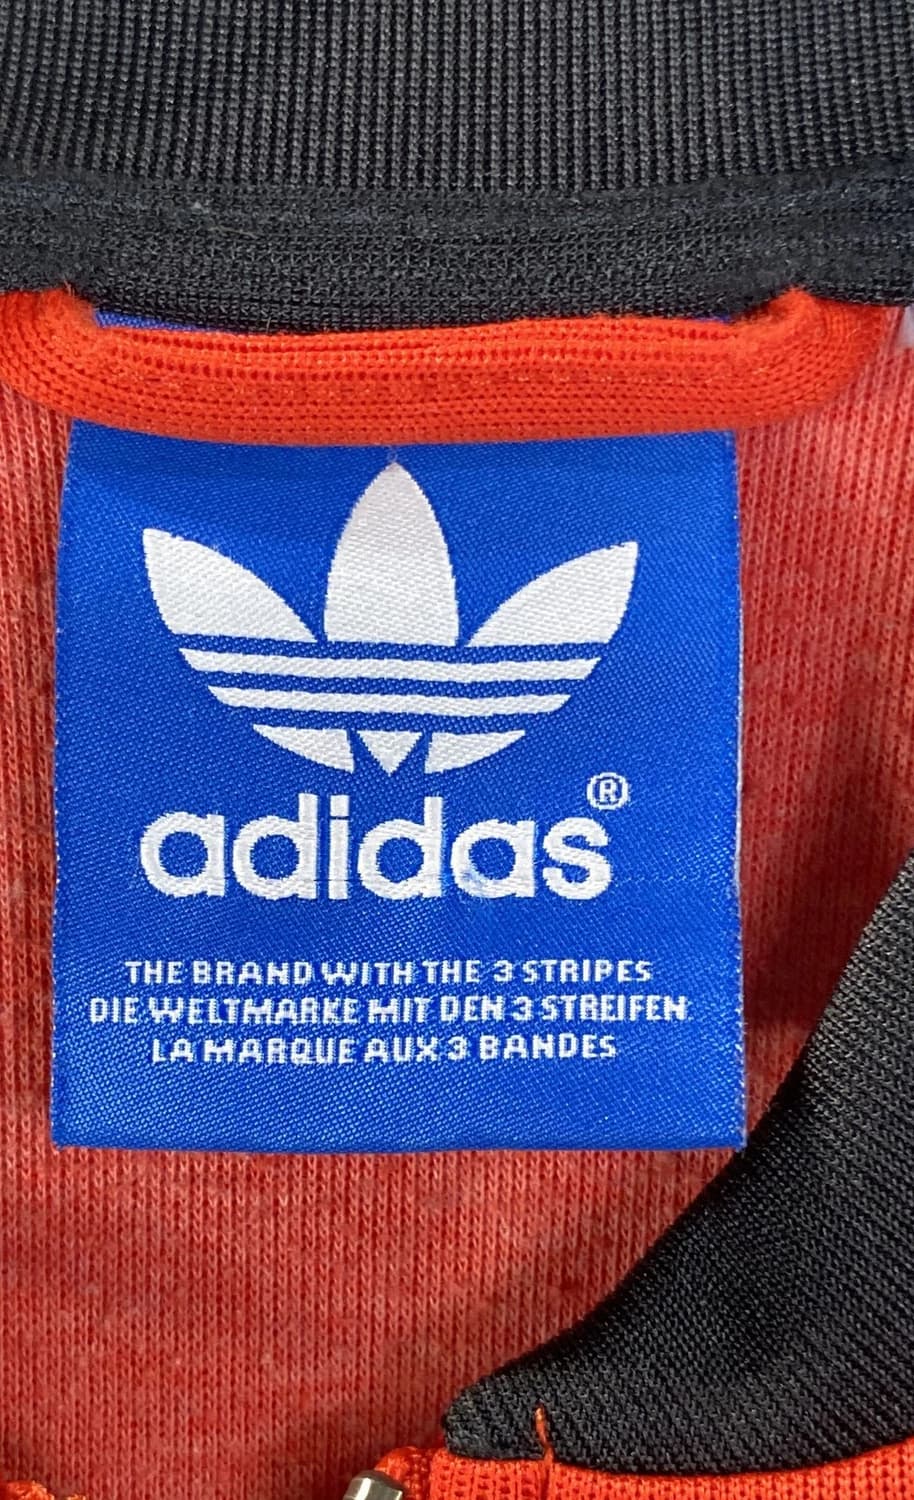 adidas®
THE BRAND WITH THE 3 STRIPES
DIE WELTMARKE MIT DEN 3 STREIFEN
LA MARQUE AUX 3 BANDES